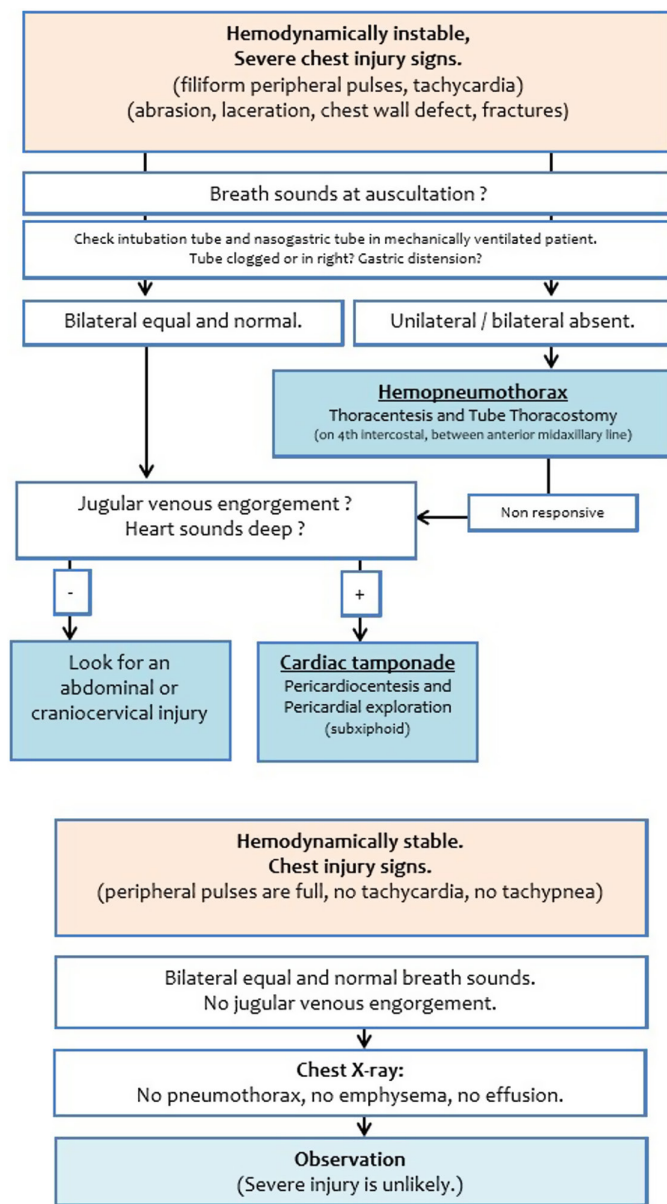 Hemodynamically instable,
Severe chest injury signs.
(filiform peripheral pulses, tachycardia)
(abrasion, laceration, chest wall defect, fractures)
Breath sounds at auscultation ?
Check intubation tube and nasogastric tube in mechanically ventilated patient.
Tube clogged or in right? Gastric distension?
Bilateral equal and normal.
Unilateral / bilateral absent.
Hemopneumothorax
Thoracentesis and Tube Thoracostomy
(on 4th intercostal, between anterior midaxillary line)
Jugular venous engorgement ?
Heart sounds deep ?
Non responsive
-
+
Look for an
abdominal or
craniocervical injury
Cardiac tamponade
Pericardiocentesis and
Pericardial exploration
(subxiphoid)
Hemodynamically stable.
Chest injury signs.
(peripheral pulses are full, no tachycardia, no tachypnea)
Bilateral equal and normal breath sounds.
No jugular venous engorgement.
Chest X-ray:
No pneumothorax, no emphysema, no effusion.
Observation
(Severe injury is unlikely.)